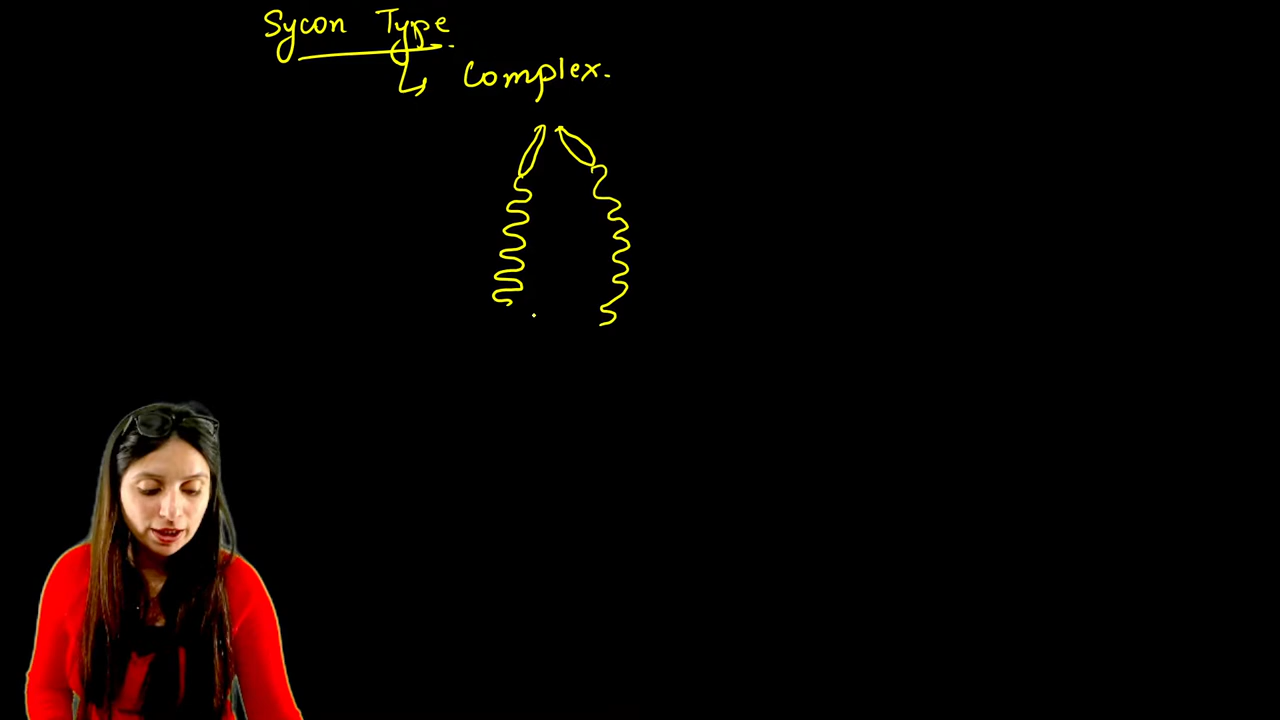 Sycon Type.
↳ Complex.